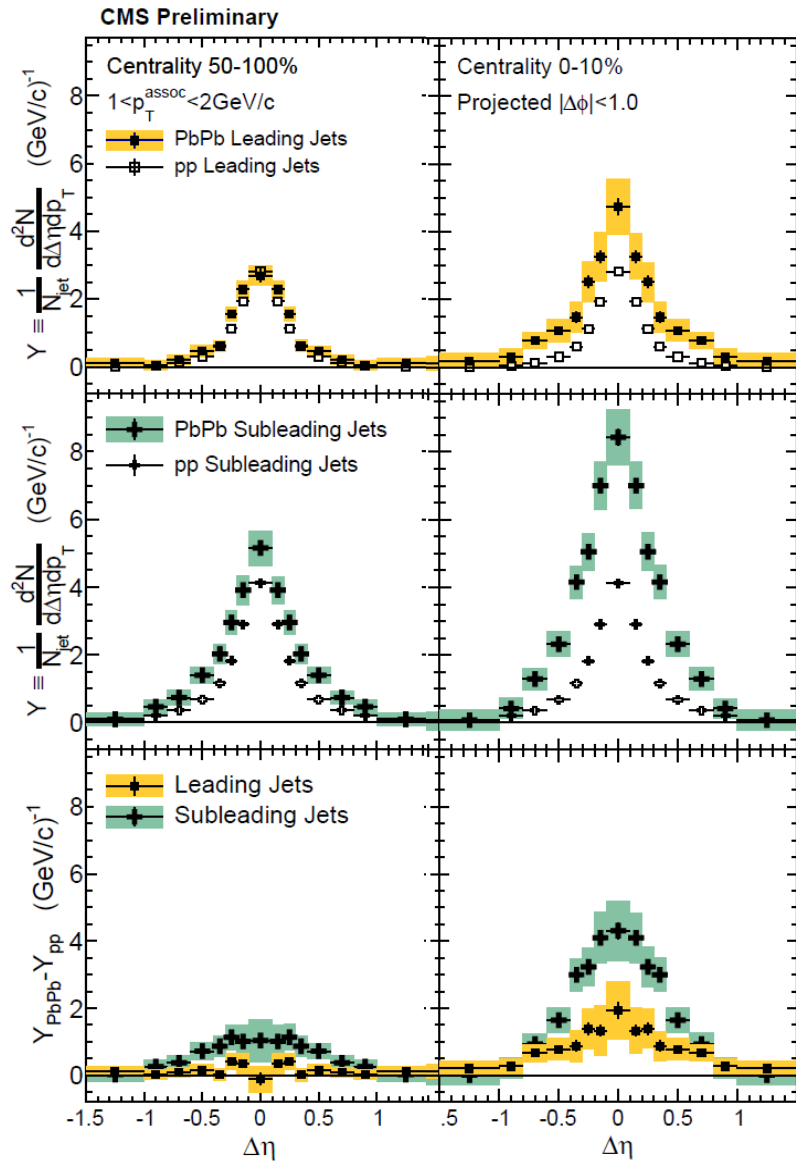 CMS Preliminary
Centrality 50-100%
1<p_T^assoc<2GeV/c
PbPb Leading Jets
pp Leading Jets
Y ≡ 1/N_jet d²N/dΔηdp_T (GeV/c)⁻¹
0
2
4
6
8
Centrality 0-10%
Projected |Δϕ|<1.0
PbPb Subleading Jets
pp Subleading Jets
Y ≡ 1/N_jet d²N/dΔηdp_T (GeV/c)⁻¹
0
2
4
6
8
Leading Jets
Subleading Jets
Y_PbPb-Y_pp (GeV/c)⁻¹
0
2
4
6
8
-1.5 -1 -0.5 0 0.5 1
.5 -1 -0.5 0 0.5 1
Δη
Δη